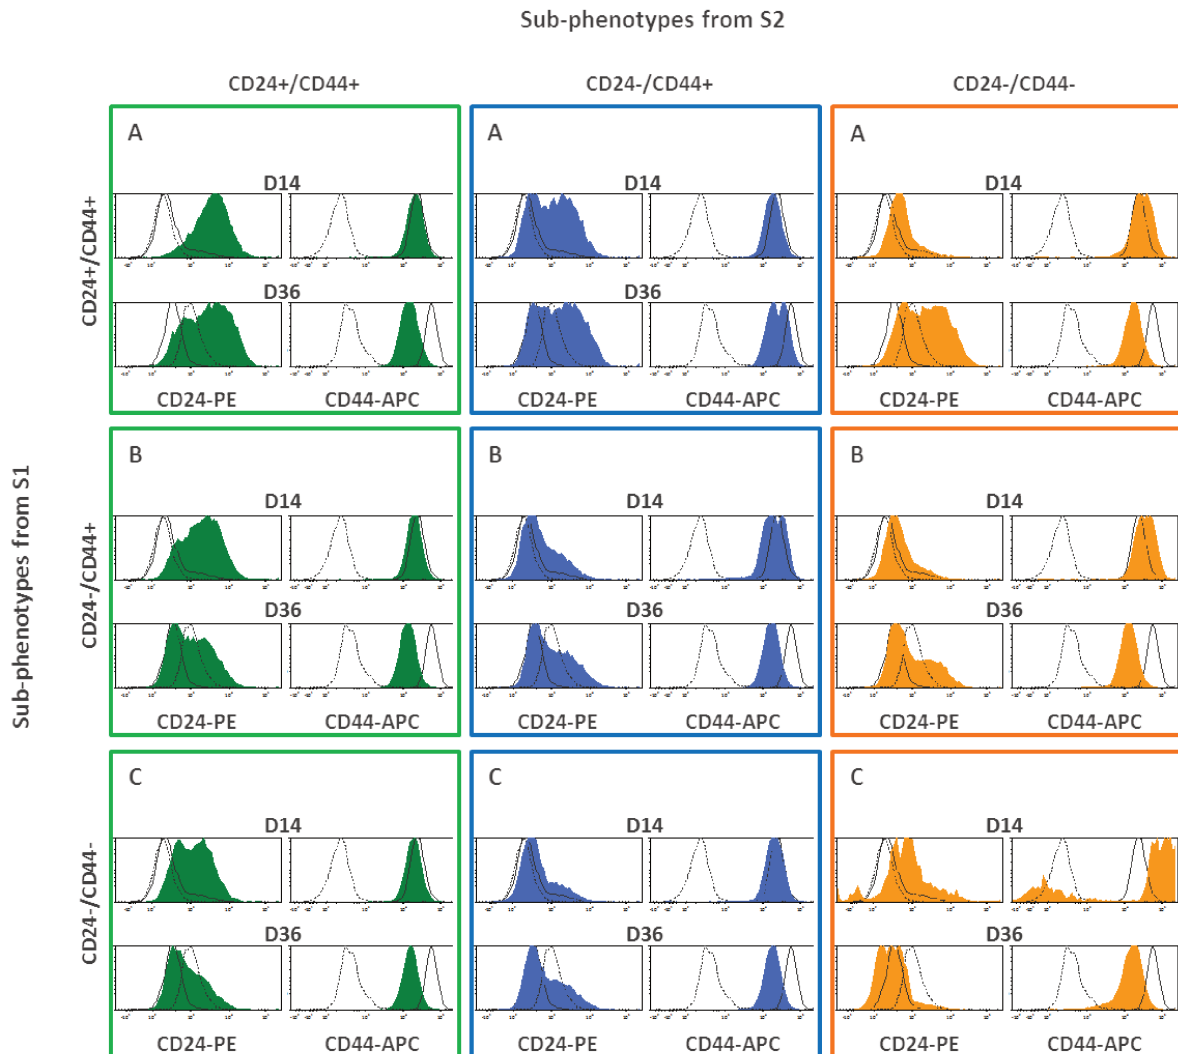 Sub-phenotypes from S2
CD24+/CD44+ CD24-/CD44+ CD24-/CD44-
Sub-phenotypes from S1
CD24+/CD44+
A A A
D14 D14 D14
D36 D36 D36
CD24-PE CD44-APC CD24-PE CD44-APC CD24-PE CD44-APC
CD24-/CD44+
B B B
D14 D14 D14
D36 D36 D36
CD24-PE CD44-APC CD24-PE CD44-APC CD24-PE CD44-APC
CD24-/CD44-
C C C
D14 D14 D14
D36 D36 D36
CD24-PE CD44-APC CD24-PE CD44-APC CD24-PE CD44-APC